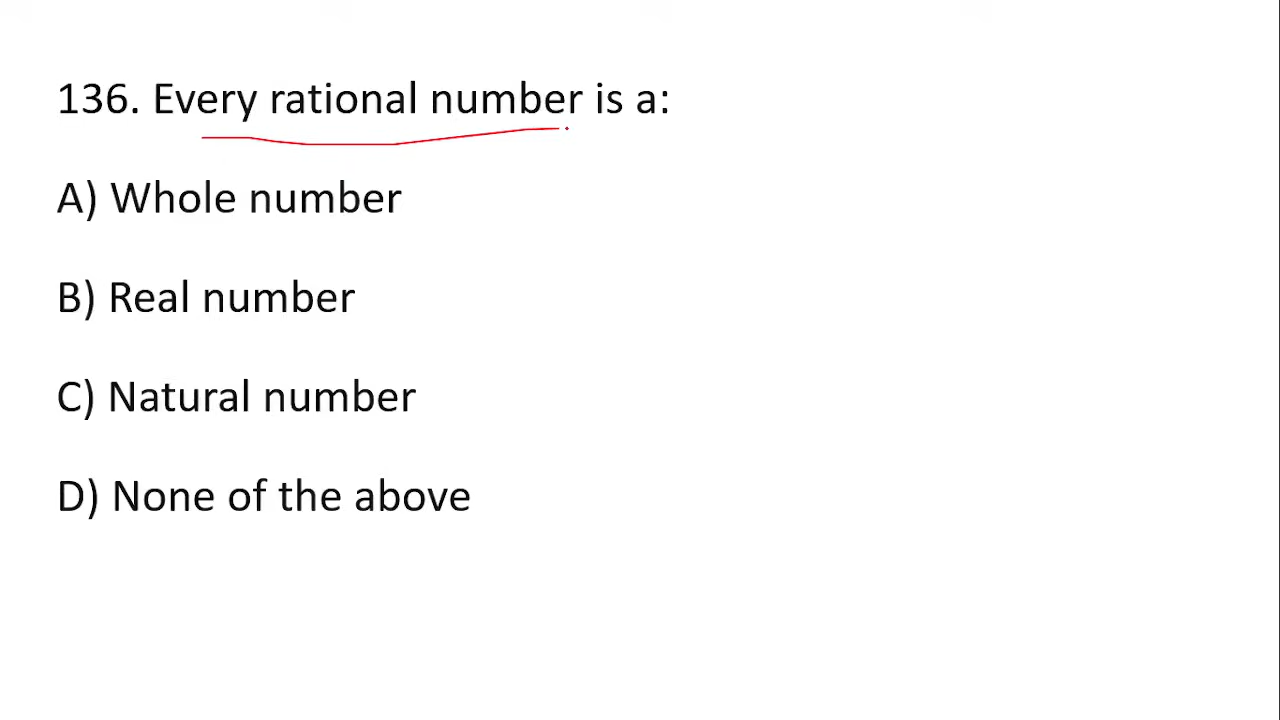 136. Every rational number is a:
A) Whole number
B) Real number
C) Natural number
D) None of the above